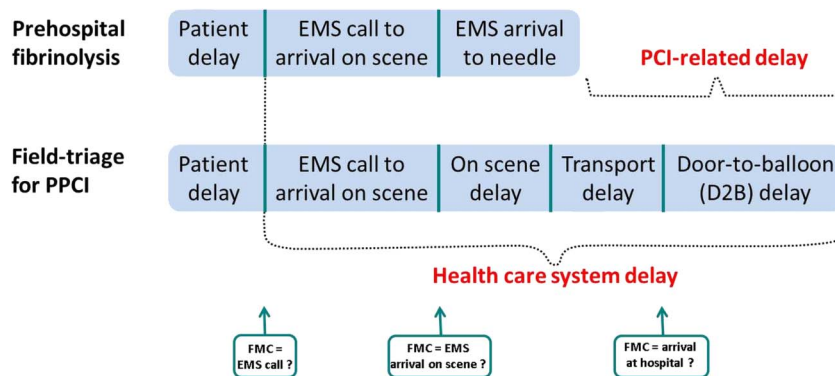 Prehospital
fibrinolysis
Patient
delay
EMS call to
arrival on scene
EMS arrival
to needle
PCI-related delay
Field-triage
for PPCI
Patient
delay
EMS call to
arrival on scene
On scene
delay
Transport
delay
Door-to-balloon
(D2B) delay
Health care system delay
FMC =
EMS call ?
FMC = EMS
arrival on scene ?
FMC = arrival
at hospital ?